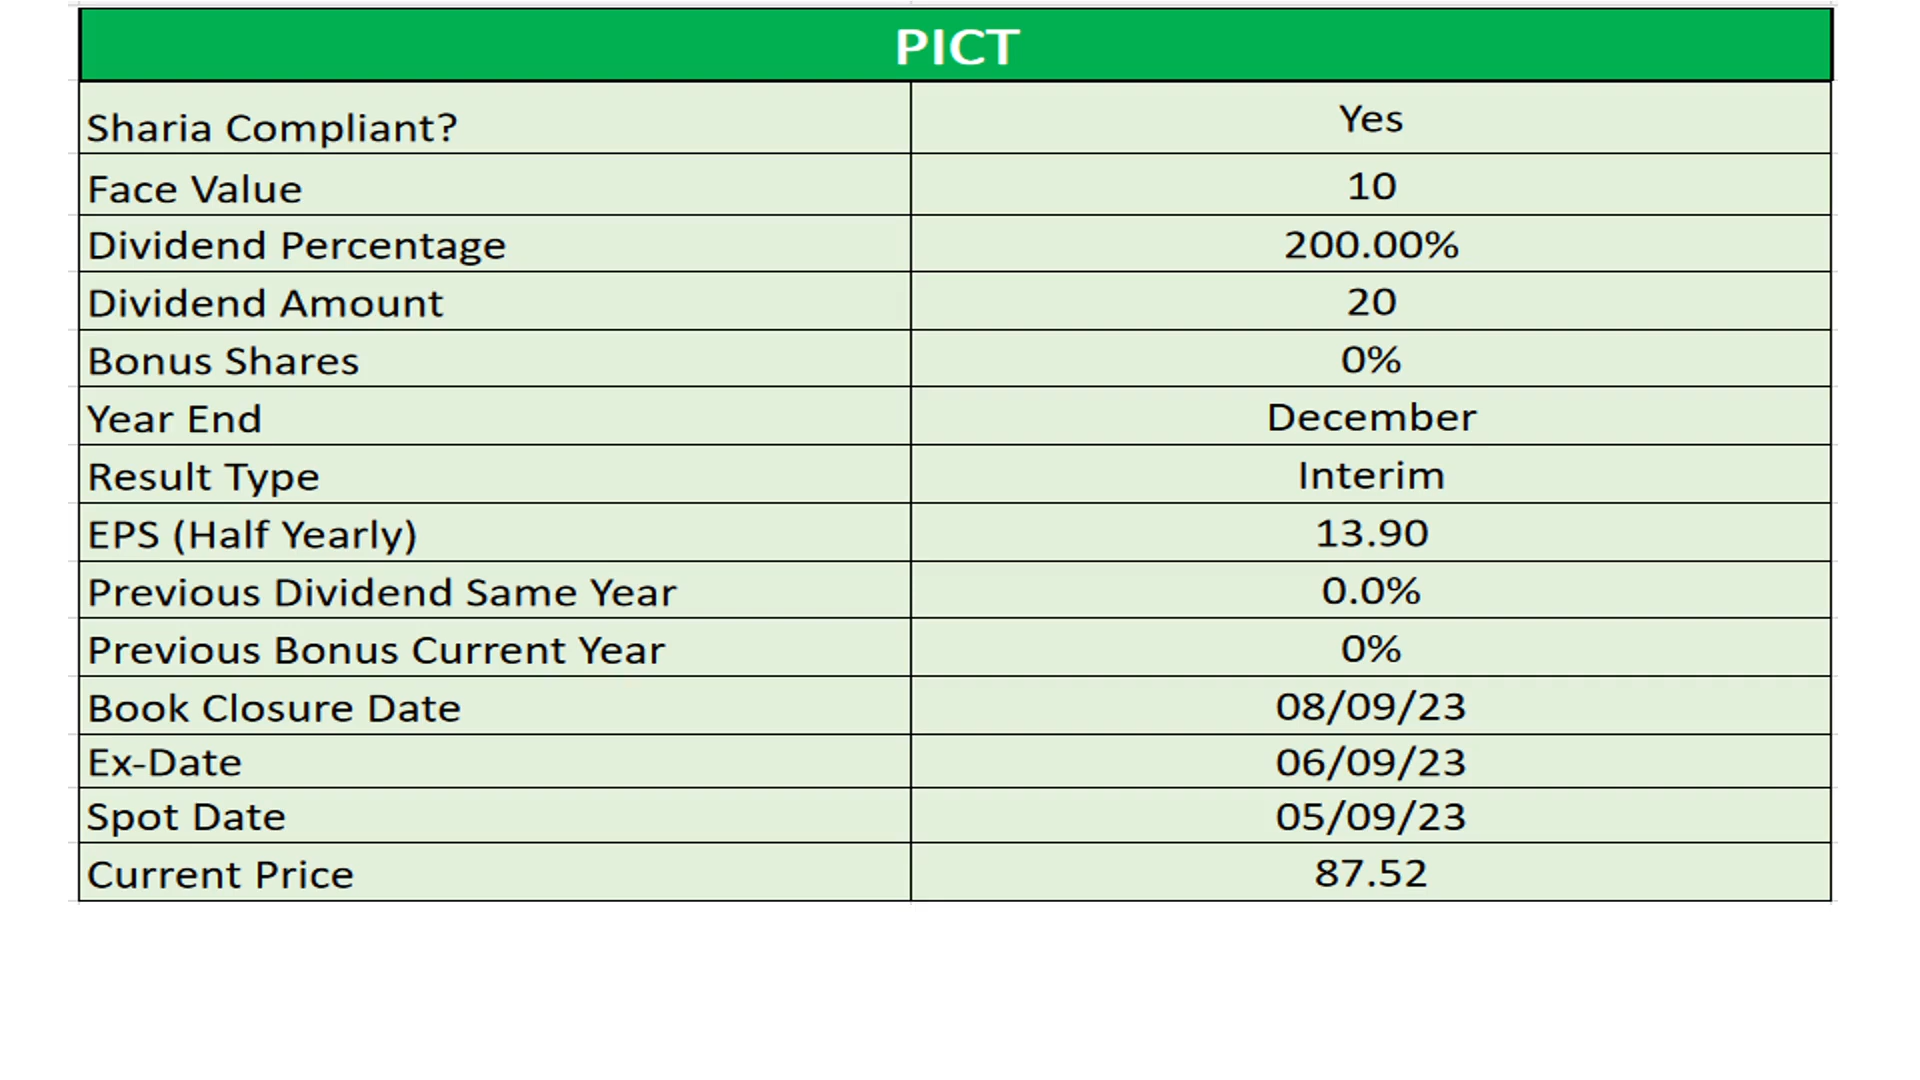 PICT
Sharia Compliant? Yes
Face Value 10
Dividend Percentage 200.00%
Dividend Amount 20
Bonus Shares 0%
Year End December
Result Type Interim
EPS (Half Yearly) 13.90
Previous Dividend Same Year 0.0%
Previous Bonus Current Year 0%
Book Closure Date 08/09/23
Ex-Date 06/09/23
Spot Date 05/09/23
Current Price 87.52